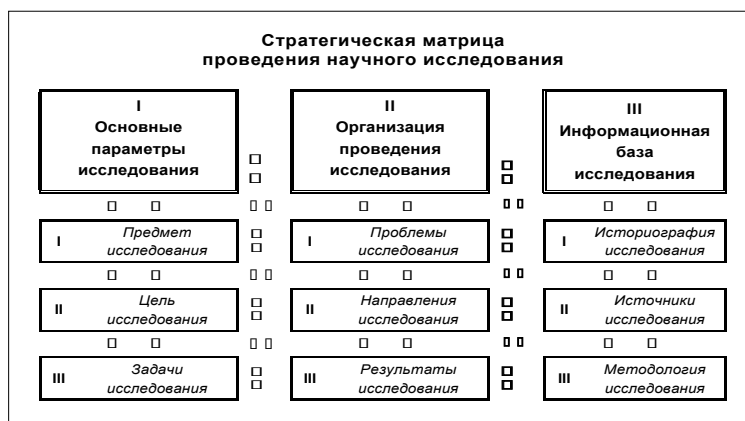 Стратегическая матрица
проведения научного исследования
I
Основные
параметры
исследования
II
Организация
проведения
исследования
III
Информационная
база
исследования
I Предмет
исследования
I Проблемы
исследования
I Историография
исследования
II Цель
исследования
II Направления
исследования
II Источники
исследования
III Задачи
исследования
III Результаты
исследования
III Методология
исследования